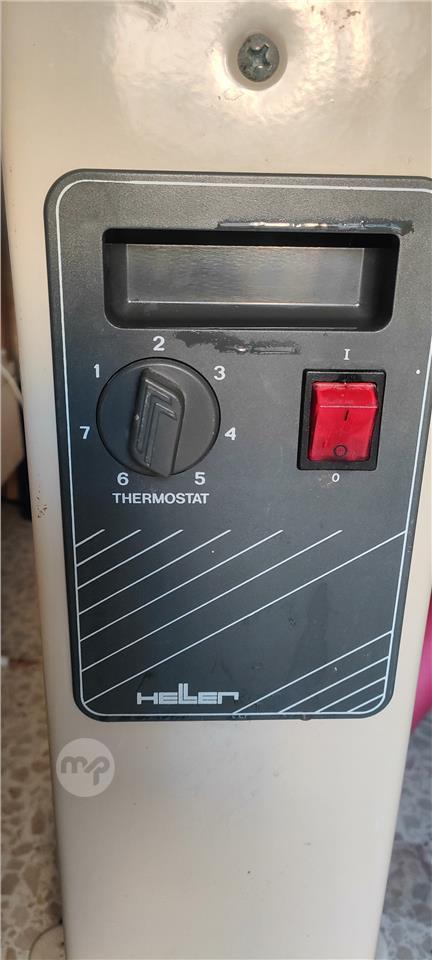 I
1 2 3
7 4
6 5
THERMOSTAT
I
O
0
HELLER
mp